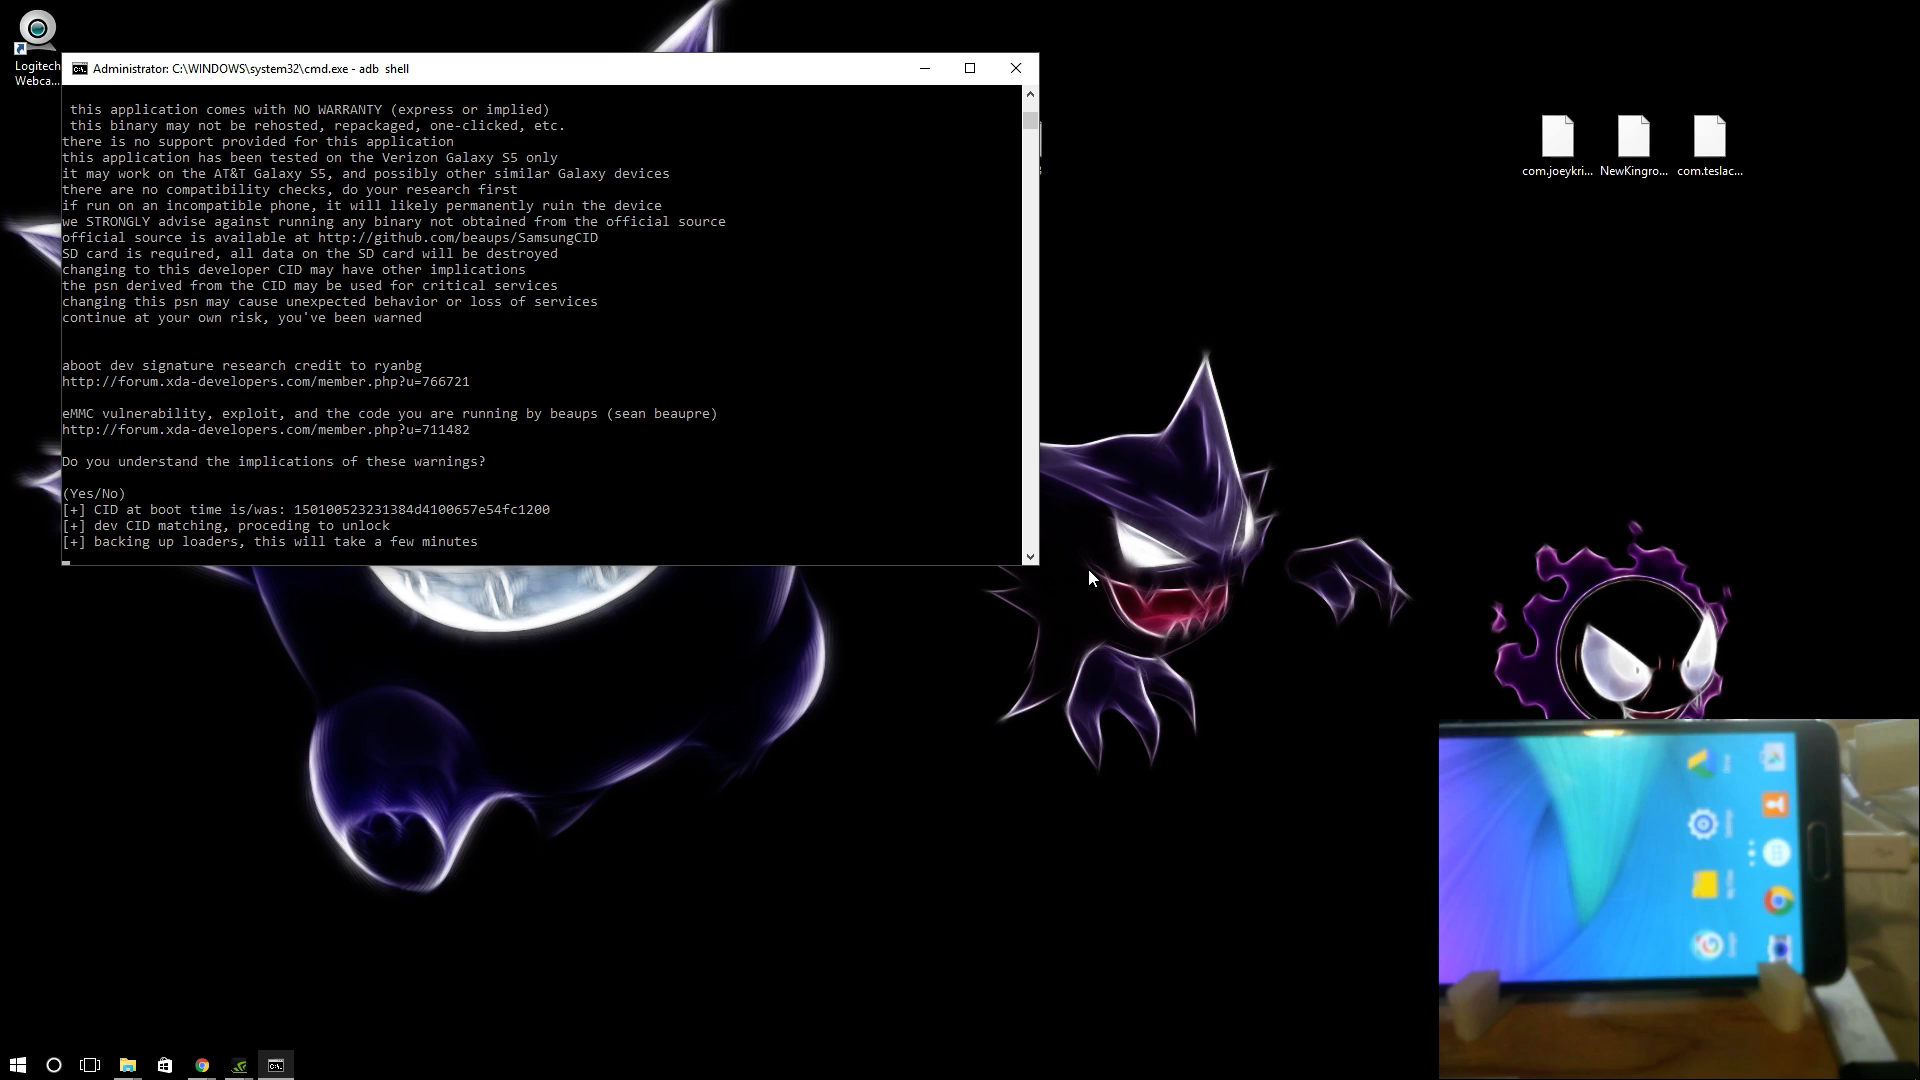 Logitech
Webca...
Administrator: C:\WINDOWS\system32\cmd.exe - adb  shell
this application comes with NO WARRANTY (express or implied)
this binary may not be rehosted, repackaged, one-clicked, etc.
there is no support provided for this application
this application has been tested on the Verizon Galaxy S5 only
it may work on the AT&T Galaxy S5, and possibly other similar Galaxy devices
there are no compatibility checks, do your research first
if run on an incompatible phone, it will likely permanently ruin the device
we STRONGLY advise against running any binary not obtained from the official source
official source is available at http://github.com/beaups/SamsungCID
SD card is required, all data on the SD card will be destroyed
changing to this developer CID may have other implications
the psn derived from the CID may be used for critical services
changing this psn may cause unexpected behavior or loss of services
continue at your own risk, you've been warned
aboot dev signature research credit to ryanbg
http://forum.xda-developers.com/member.php?u=766721
eMMC vulnerability, exploit, and the code you are running by beaups (sean beaupre)
http://forum.xda-developers.com/member.php?u=711482
Do you understand the implications of these warnings?
(Yes/No)
[+] CID at boot time is/was: 150100523231384d4100657e54fc1200
[+] dev CID matching, proceding to unlock
[+] backing up loaders, this will take a few minutes
com.joeykri...
NewKingro...
com.teslac...